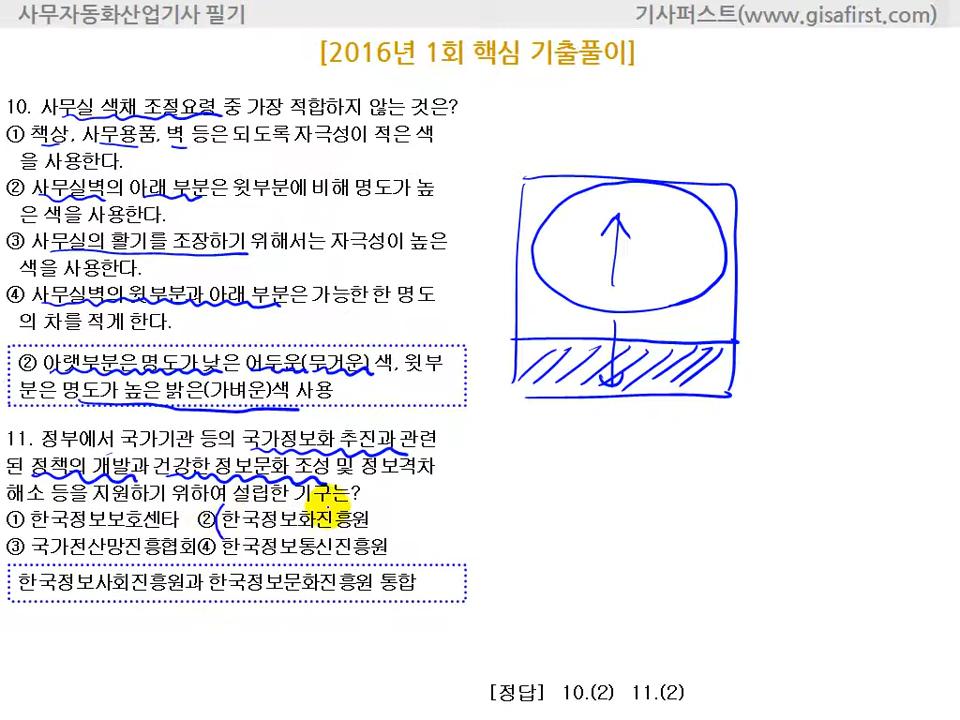 사무자동화산업기사 필기
기사퍼스트(www.gisafirst.com)
[2016년 1회 핵심 기출풀이]
10. 사무실 색채 조절요령 중 가장 적합하지 않는 것은?
① 책상, 사무용품, 벽 등은 되도록 자극성이 적은 색
을 사용한다.
② 사무실벽의 아래 부분은 윗부분에 비해 명도가 높
은 색을 사용한다.
③ 사무실의 활기를 조장하기 위해서는 자극성이 높은
색을 사용한다.
④ 사무실벽의 윗부분과 아래 부분은 가능한 한 명도
의 차를 적게 한다.
② 아랫부분은 명도가 낮은 어두운(무거운) 색, 윗부
분은 명도가 높은 밝은(가벼운)색 사용
11. 정부에서 국가기관 등의 국가정보화 추진과 관련
된 정책의 개발과 건강한 정보문화 조성 및 정보격차
해소 등을 지원하기 위하여 설립한 기구는?
① 한국정보보호센타 ② 한국정보화진흥원
③ 국가전산망진흥협회④ 한국정보통신진흥원
한국정보사회진흥원과 한국정보문화진흥원 통합
[정답] 10.(2) 11.(2)